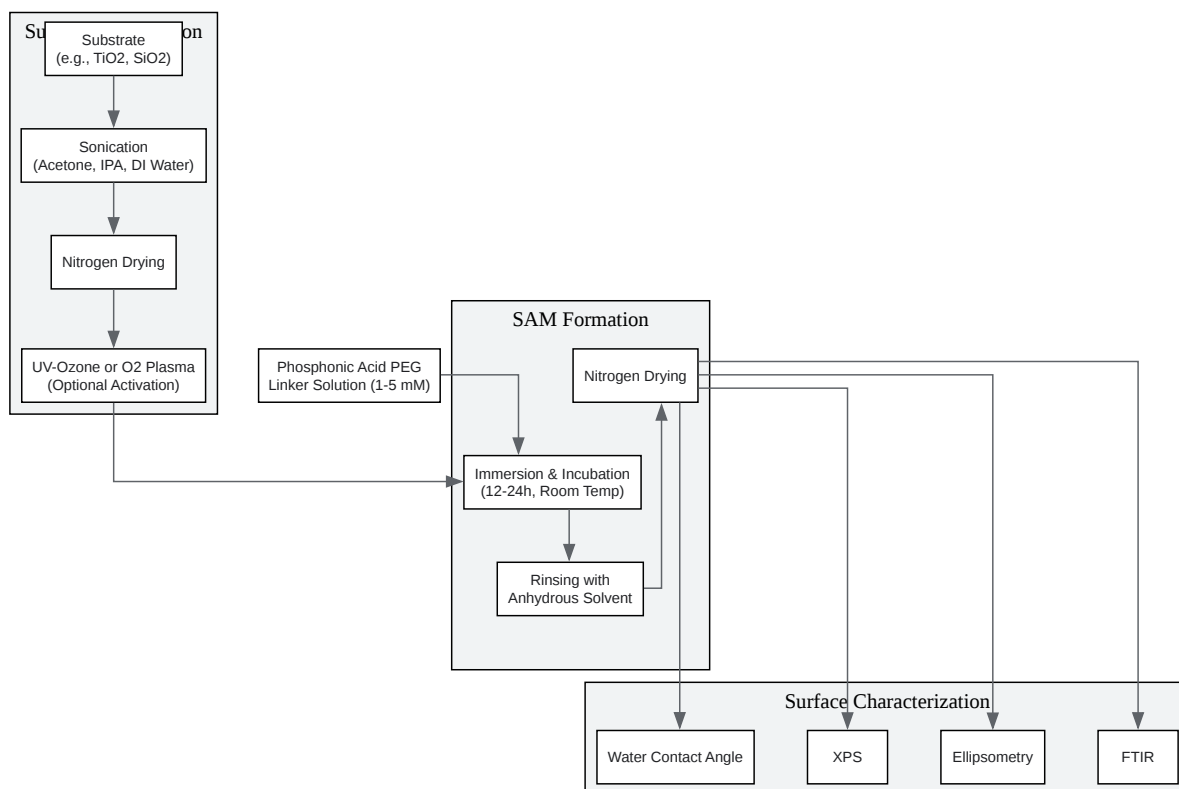 Substrate
(e.g., TiO2, SiO2)
Sonication
(Acetone, IPA, DI Water)
Nitrogen Drying
UV-Ozone or O2 Plasma
(Optional Activation)
Phosphonic Acid PEG
Linker Solution (1-5 mM)
SAM Formation
Nitrogen Drying
Immersion & Incubation
(12-24h, Room Temp)
Rinsing with
Anhydrous Solvent
Surface Characterization
Water Contact Angle
XPS
Ellipsometry
FTIR